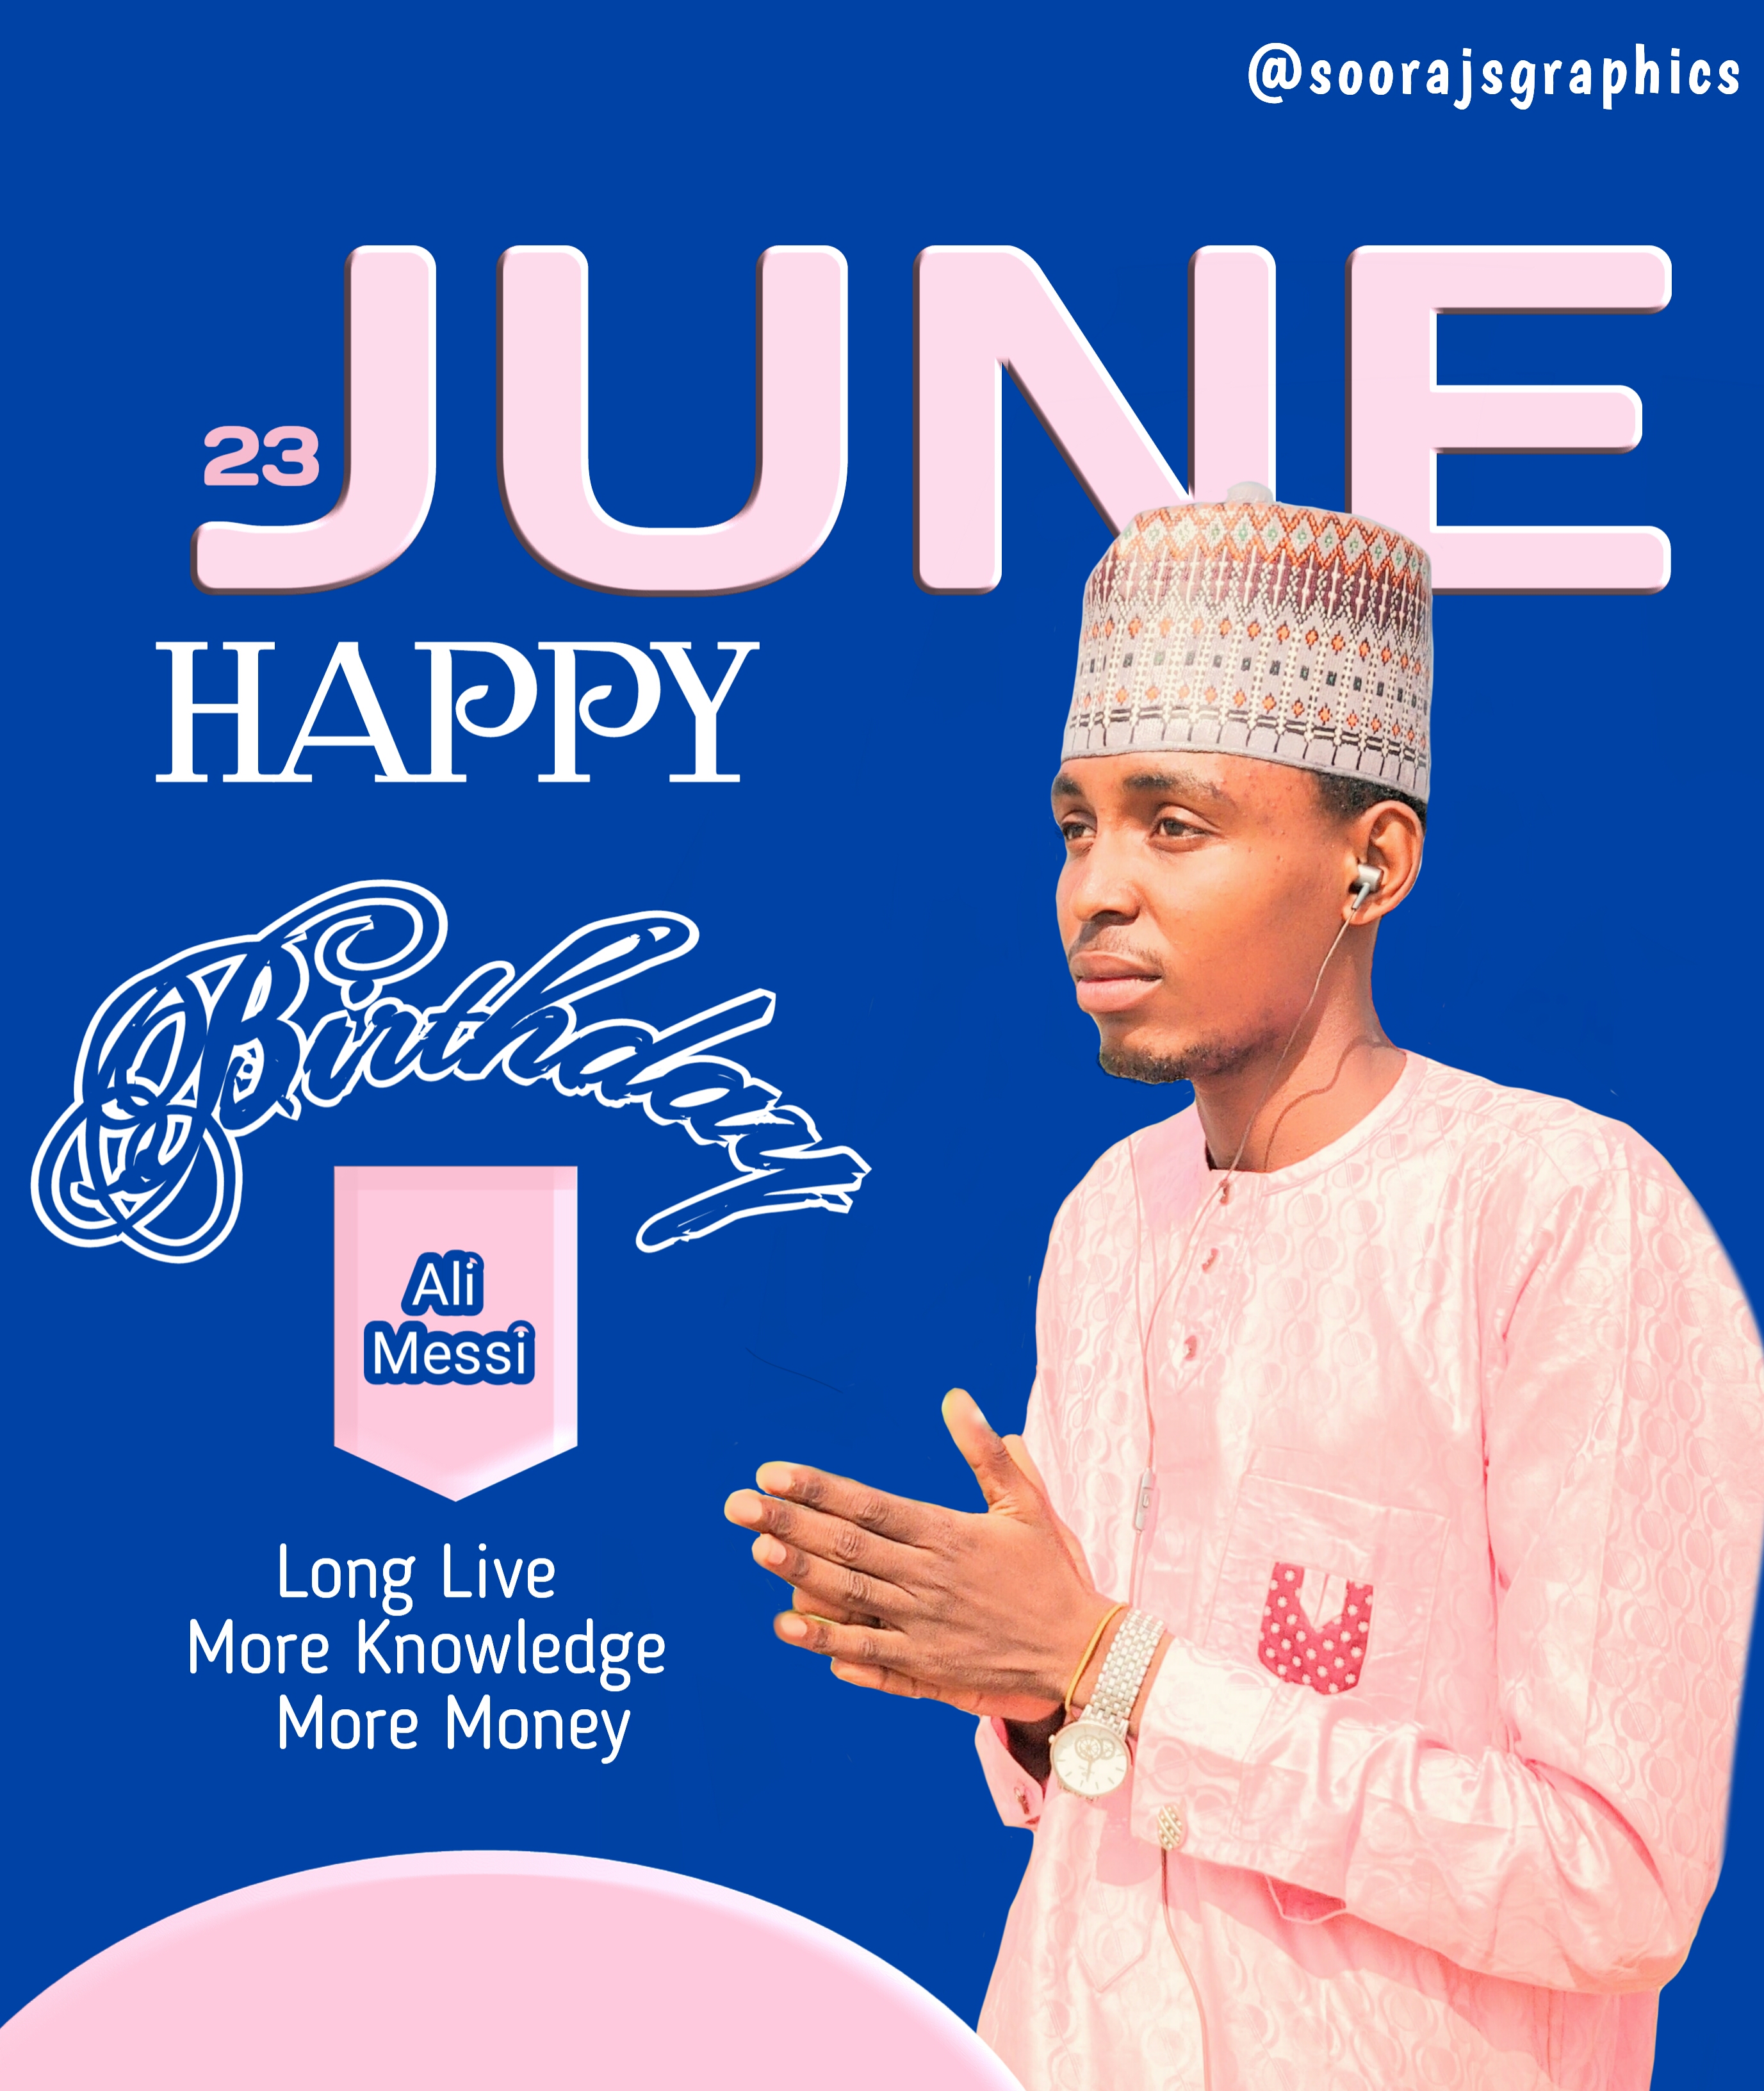 @soorajsgraphics
JUNE
23
HAPPY
Birthday
Ali
Messi
Long Live
More Knowledge
More Money